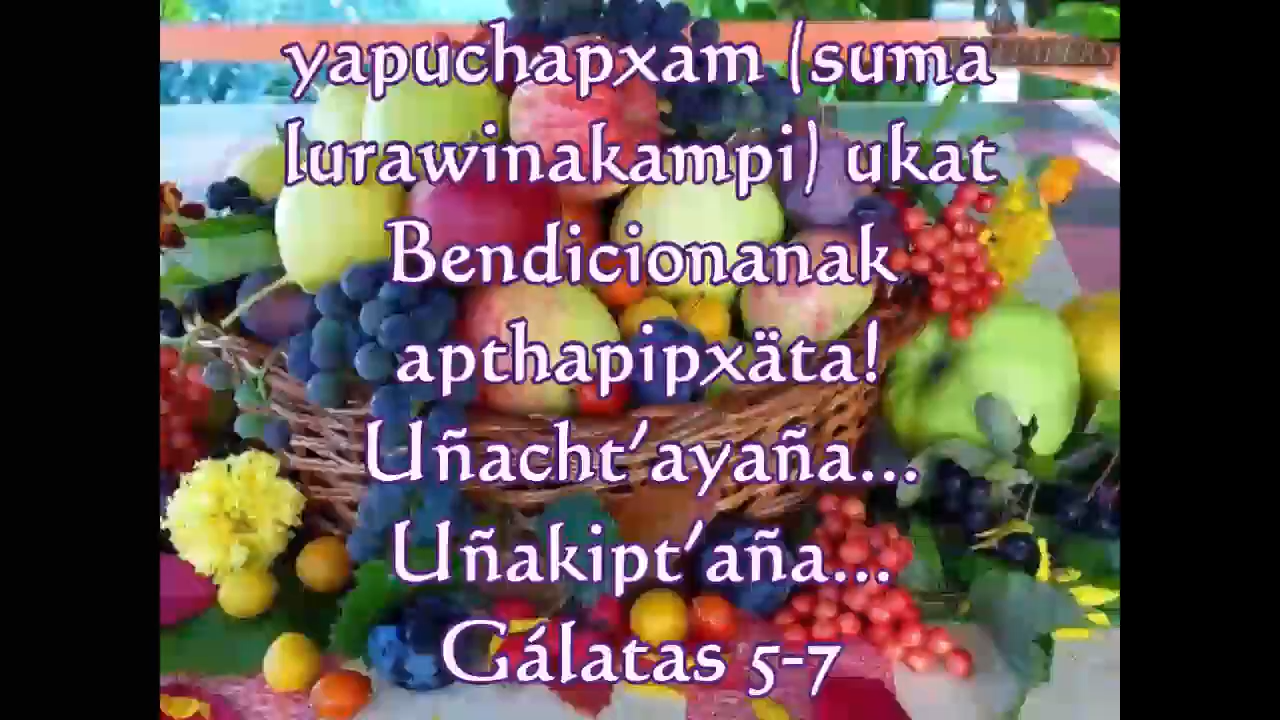 yapuchapxam (suma
lurawinakampi) ukat
Bendicionanak
apthapipxäta!
Uñacht'ayaña...
Uñakipt'aña...
Gálatas 5-7